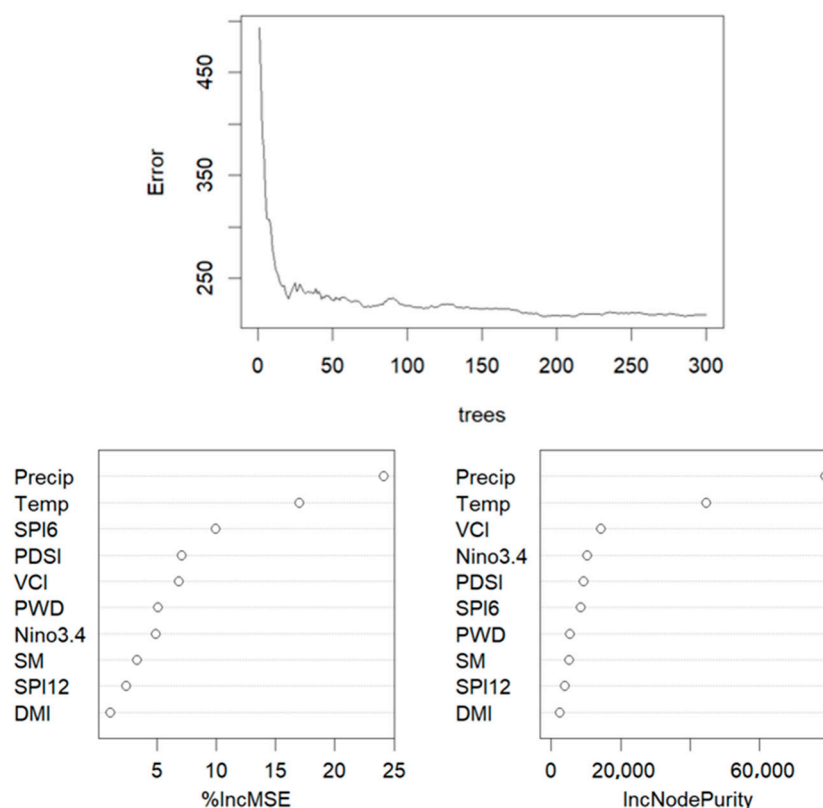 450
350
250
Error
0 50 100 150 200 250 300
trees
Precip
Temp
SPI6
PDSI
VCI
PWD
Nino3.4
SM
SPI12
DMI
5 10 15 20 25
%IncMSE
Precip
Temp
VCI
Nino3.4
PDSI
SPI6
PWD
SM
SPI12
DMI
0 20,000 60,000
IncNodePurity